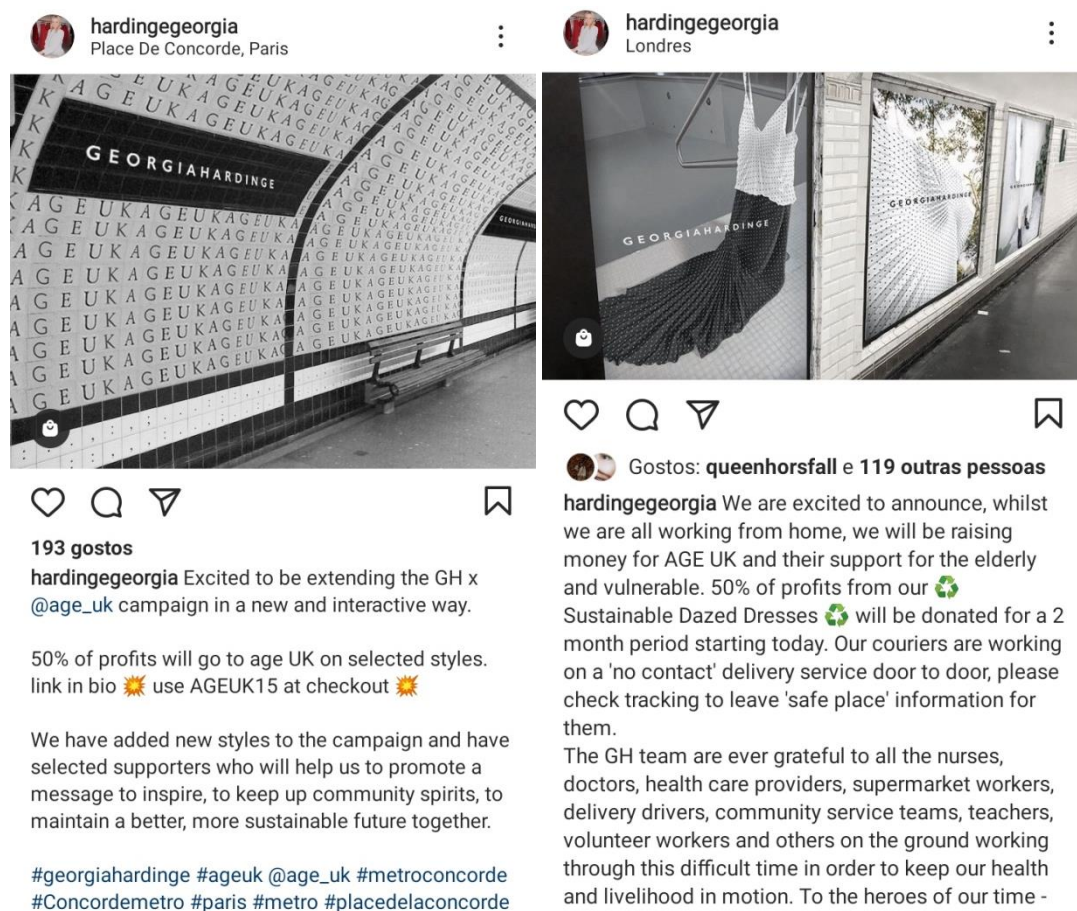 hardingegeorgia
Place De Concorde, Paris
GEORGIAHARDINGE
GEORGIAHARDINGE
K A G E U K A G E U K A G E U K A G E U K
A G E U K A G E U K A G E U K A G E U K A
193 gostos
hardingegeorgia Excited to be extending the GH x
@age_uk campaign in a new and interactive way.
50% of profits will go to age UK on selected styles.
link in bio 💥 use AGEUK15 at checkout 💥
We have added new styles to the campaign and have
selected supporters who will help us to promote a
message to inspire, to keep up community spirits, to
maintain a better, more sustainable future together.
#georgiahardinge #ageuk @age_uk #metroconcorde
#Concordemetro #paris #metro #placedelaconcorde
hardingegeorgia
Londres
GEORGIAHARDINGE
GEORGIAHARDINGE
GEORGIAHARDINGE
Gostos: queenhorsfall e 119 outras pessoas
hardingegeorgia We are excited to announce, whilst
we are all working from home, we will be raising
money for AGE UK and their support for the elderly
and vulnerable. 50% of profits from our ♻️
Sustainable Dazed Dresses ♻️ will be donated for a 2
month period starting today. Our couriers are working
on a 'no contact' delivery service door to door, please
check tracking to leave 'safe place' information for
them.
The GH team are ever grateful to all the nurses,
doctors, health care providers, supermarket workers,
delivery drivers, community service teams, teachers,
volunteer workers and others on the ground working
through this difficult time in order to keep our health
and livelihood in motion. To the heroes of our time -